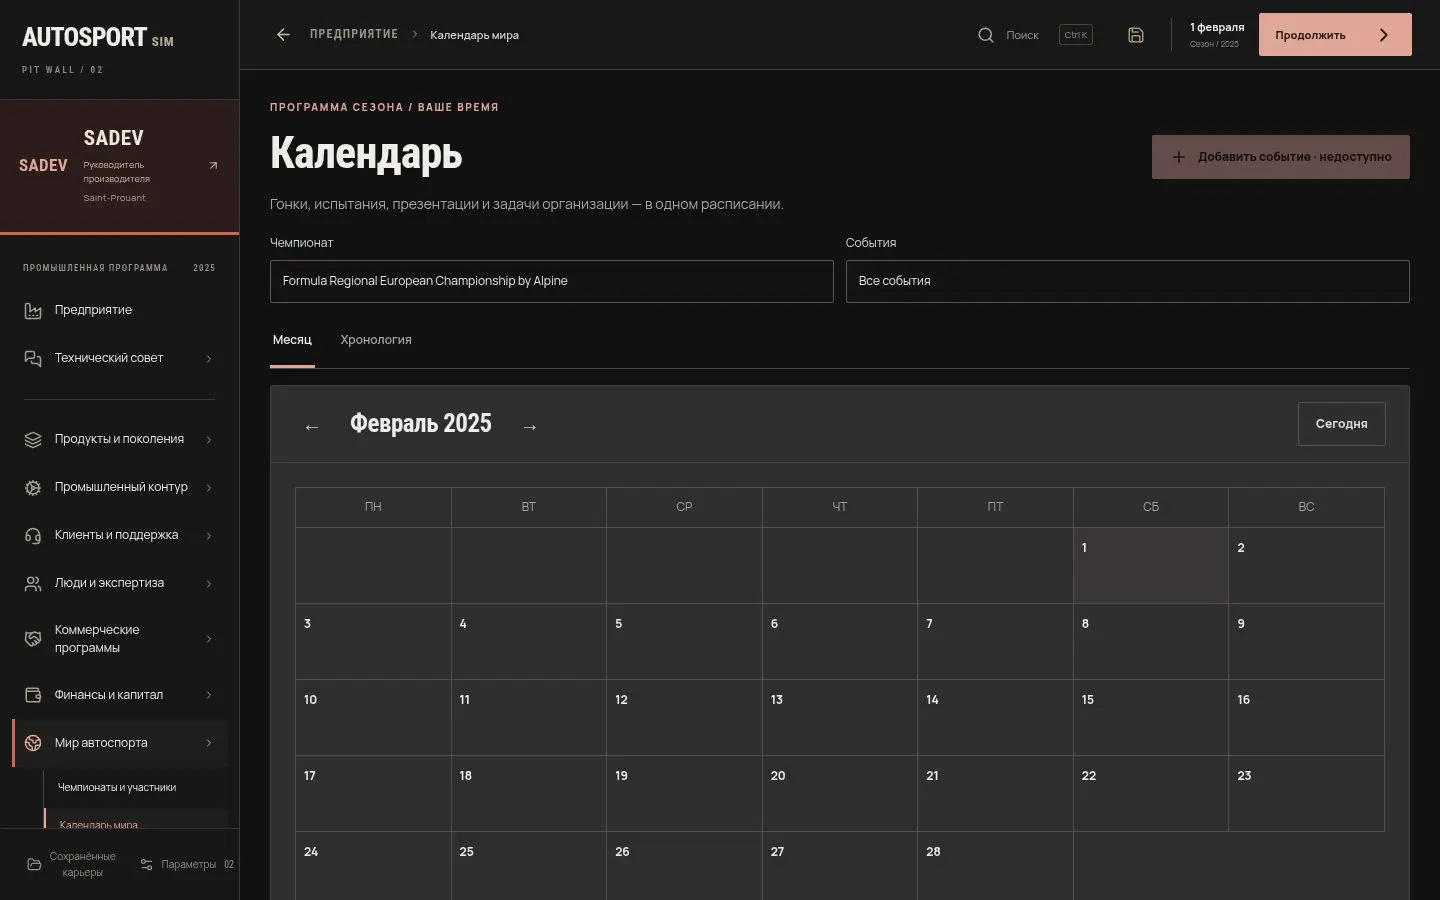 AUTOSPORT SIM
PIT WALL / 02
SADEV
SADEV
Руководитель
производителя
Saint-Prouant
ПРОМЫШЛЕННАЯ ПРОГРАММА 2025
Предприятие
Технический совет
Продукты и поколения
Промышленный контур
Клиенты и поддержка
Люди и экспертиза
Коммерческие
программы
Финансы и капитал
Мир автоспорта
Чемпионаты и участники
Календарь мира
Сохранённые
карьеры
Параметры 02
ПРЕДПРИЯТИЕ
Календарь мира
Поиск
Ctrl K
1 февраля
Сезон / 2025
Продолжить
ПРОГРАММА СЕЗОНА / ВАШЕ ВРЕМЯ
Календарь
Добавить событие · недоступно
Гонки, испытания, презентации и задачи организации — в одном расписании.
Чемпионат
События
Formula Regional European Championship by Alpine
Все события
Месяц
Хронология
← Февраль 2025 →
Сегодня
ПН ВТ СР ЧТ ПТ СБ ВС
1 2
3 4 5 6 7 8 9
10 11 12 13 14 15 16
17 18 19 20 21 22 23
24 25 26 27 28